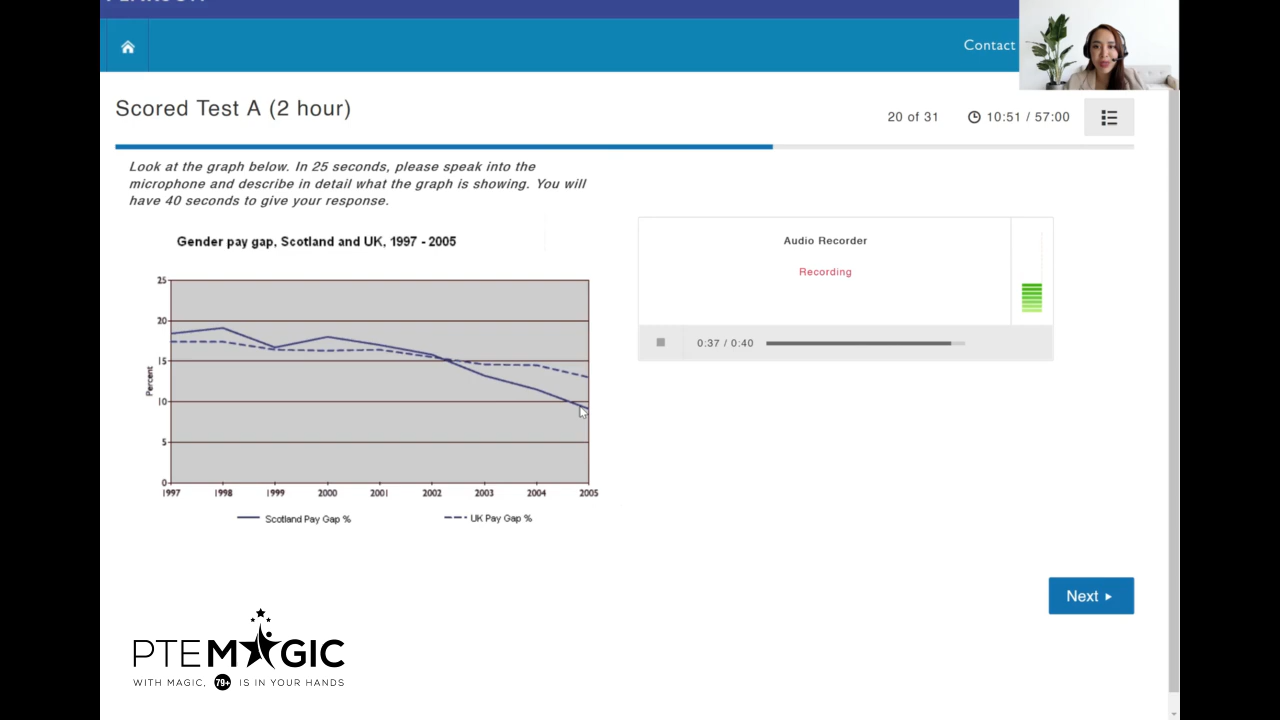 Contact
Scored Test A (2 hour)
20 of 31
10:51 / 57:00
Look at the graph below. In 25 seconds, please speak into the
microphone and describe in detail what the graph is showing. You will
have 40 seconds to give your response.
Gender pay gap, Scotland and UK, 1997 - 2005
25
20
15
10
5
0
Percent
1997 1998 1999 2000 2001 2002 2003 2004 2005
Scotland Pay Gap %
UK Pay Gap %
Audio Recorder
Recording
0:37 / 0:40
Next
PTEMAGIC
WITH MAGIC, 79+ IS IN YOUR HANDS